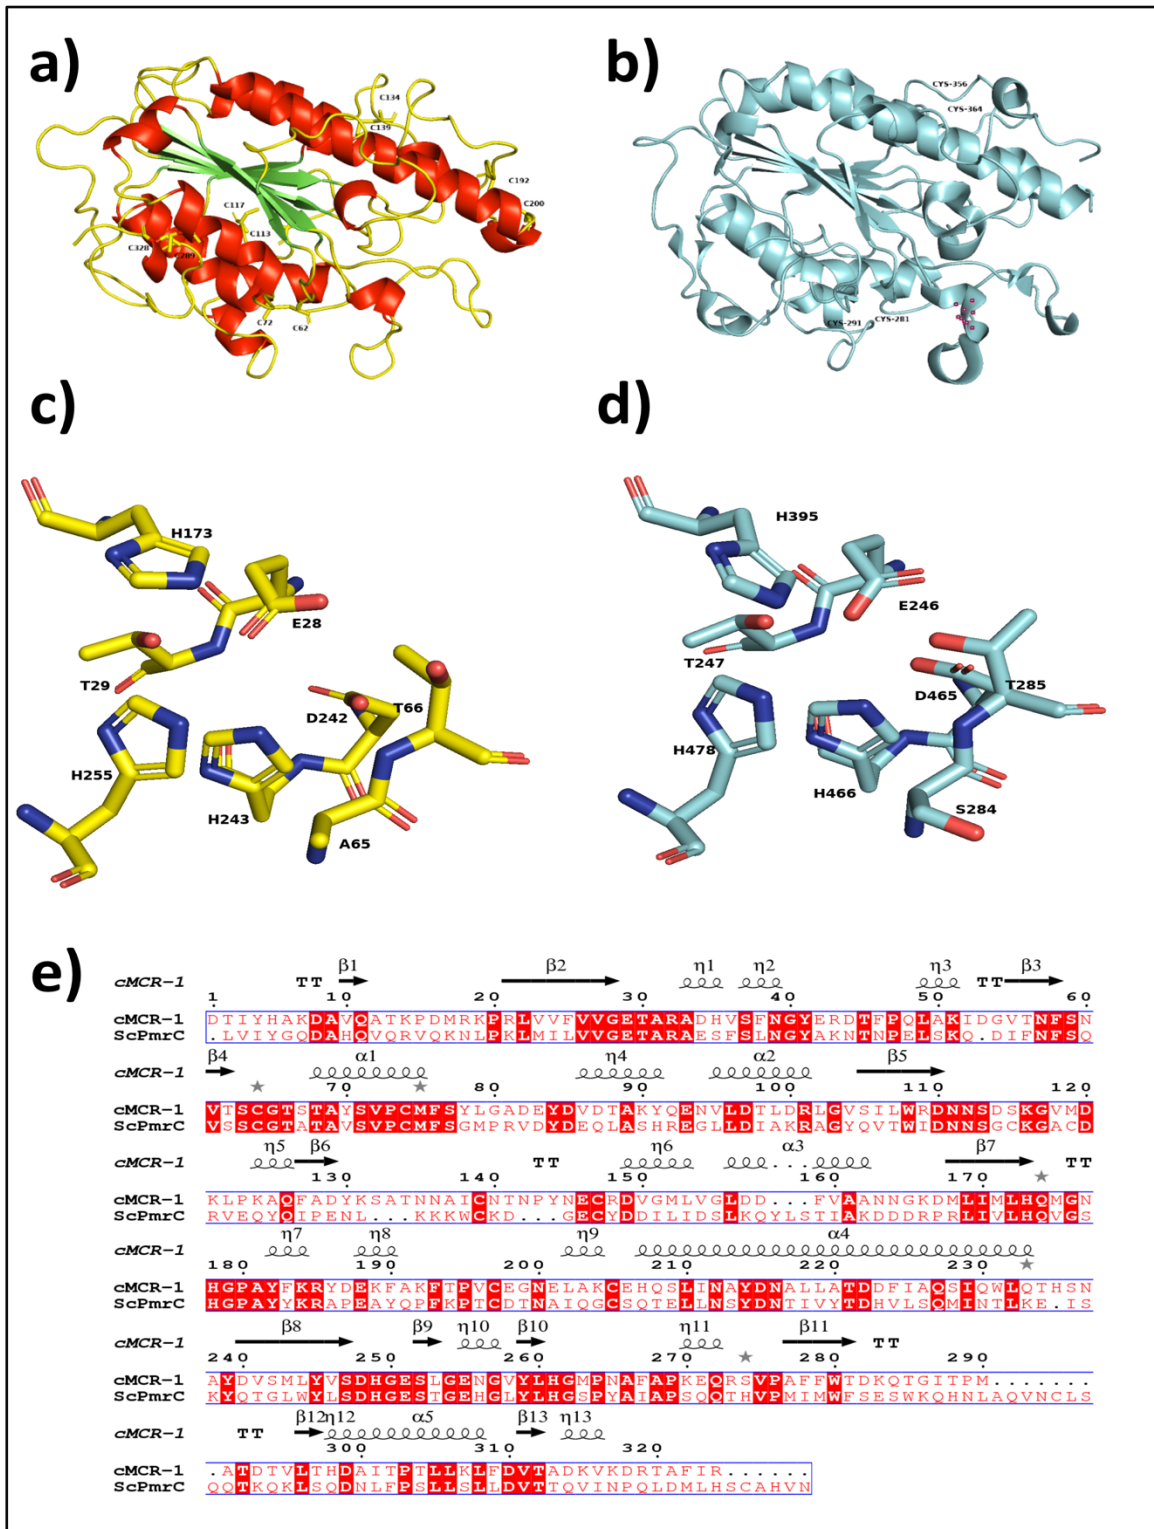 a)
b)
C134
C139
C192
C200
C117
C113
C328
C289
C72
C62
CYS-356
CYS-364
CYS-291
CYS-281
c)
d)
H173
E28
T29
D242
T66
H255
H243
A65
H395
E246
T247
D465
T285
H478
H466
S284
e)
β1 β2 η1 η2 η3 β3
cMCR-1 TT TT
1 10 20 30 40 50 60
cMCR-1 DTIYHAKDAVQATKPDMRKPRLVVFVVGETARADHVSFNGYERDTFPQLAKIDGVTNFSN
ScPmrC .LVIYGQDAHQVQRVQKNLPKLMILVVGETARAESFSLNGYAKNTNPELSKQ.DIFNFSQ
β4 α1 η4 α2 β5
cMCR-1
70 80 90 100 110 120
cMCR-1 VTSCGTSTAYSVPCMFSYLGADEYDVDTAKYQENVLDTLDRLGVSILWRDNNSDSKGVMD
ScPmrC VSSCGTATAVSVPCMFSGMPRVDYDEQLASHREGLLDIAKRAGYQVTWIDNNSGCKGACD
η5 β6 η6 α3 β7
cMCR-1 TT ... TT
130 140 150 160 170
cMCR-1 KLPKAQFADYKSATNNAICNTNPYNECRDVGMLVGLDD...FVAANNGKDMLIMLHQMGN
ScPmrC RVEQYQIPENL...KKKWCKD...GECYDDILIDSLKQYLSTIAKDDDRPRLIVLHQVGS
η7 η8 η9 α4
cMCR-1
180 190 200 210 220 230
cMCR-1 HGPAYFKRYDEKFAKFTPVCEGNELAKCEHQSLINAYDNALLATDDFIAQSIQWLQTHSN
ScPmrC HGPAYYKRAPEAYQPFKPTCDTNAIQGCSQTELLNSYDNTIVYTDHVLSQMINTLKE.IS
β8 β9 η10 β10 η11 β11
cMCR-1 TT
240 250 260 270 280 290
cMCR-1 AYDVSMLYVSDHGESLGENGVYLHGMPNAFAPKEQRSVPAFFWTDKQTGITPM.......
ScPmrC KYQTGLWYLSDHGESTGEHGLYLHGSPYAIAPSQQTHVPMIMWFSESWKQHNLAQVNCLS
β12 η12 α5 β13 η13
cMCR-1 TT
300 310 320
cMCR-1 .ATDTVLTHDAITPTLLKLFDVTADKVKDRTAFIR......
ScPmrC QQTKQKLSQDNLFPSLLSLLDVTTQVINPQLDMLHSCAHVN